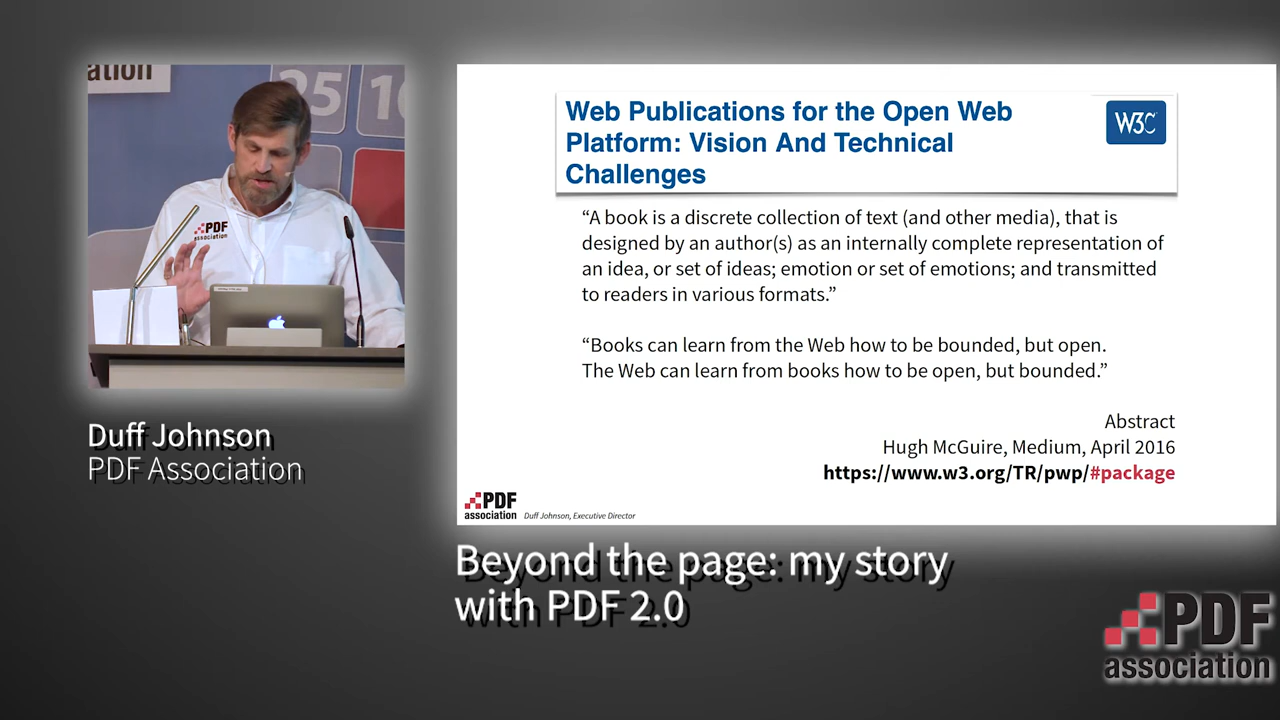 ation
25
PDF
association
Duff Johnson
PDF Association
Web Publications for the Open Web
Platform: Vision And Technical
Challenges
W3C
“A book is a discrete collection of text (and other media), that is
designed by an author(s) as an internally complete representation of
an idea, or set of ideas; emotion or set of emotions; and transmitted
to readers in various formats.”
“Books can learn from the Web how to be bounded, but open.
The Web can learn from books how to be open, but bounded.”
Abstract
Hugh McGuire, Medium, April 2016
https://www.w3.org/TR/pwp/#package
PDF
association
Duff Johnson, Executive Director
Beyond the page: my story
with PDF 2.0
PDF
association